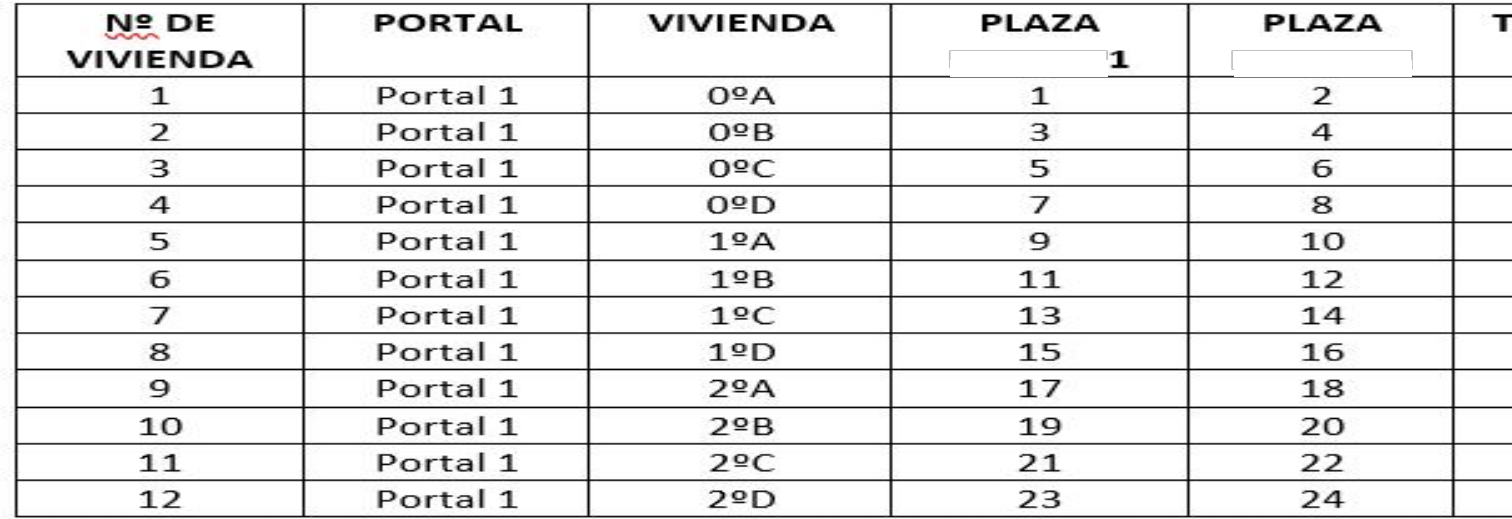 Nº DE VIVIENDA PORTAL VIVIENDA PLAZA 1 PLAZA T
1 Portal 1 0ºA 1 2
2 Portal 1 0ºB 3 4
3 Portal 1 0ºC 5 6
4 Portal 1 0ºD 7 8
5 Portal 1 1ºA 9 10
6 Portal 1 1ºB 11 12
7 Portal 1 1ºC 13 14
8 Portal 1 1ºD 15 16
9 Portal 1 2ºA 17 18
10 Portal 1 2ºB 19 20
11 Portal 1 2ºC 21 22
12 Portal 1 2ºD 23 24